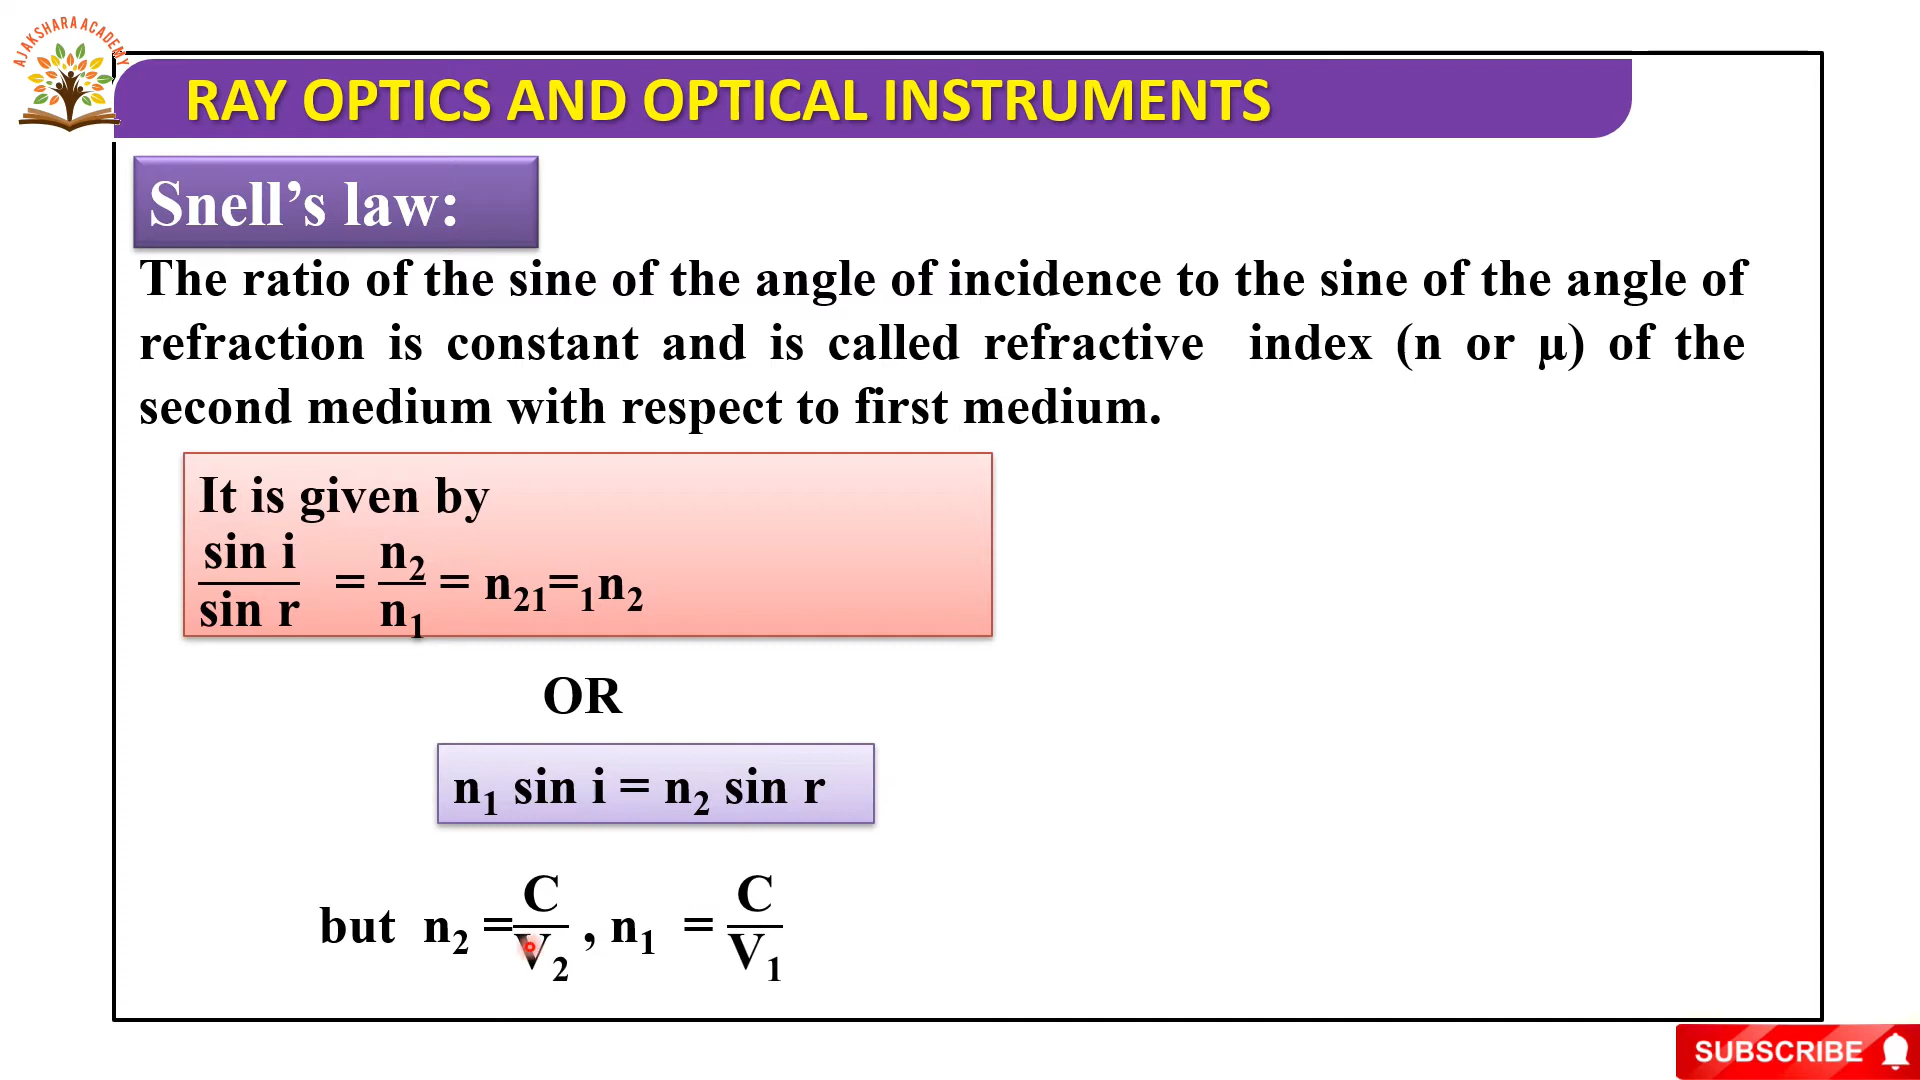 AJAKSHARA ACADEMY
RAY OPTICS AND OPTICAL INSTRUMENTS
Snell’s law:
The ratio of the sine of the angle of incidence to the sine of the angle of
refraction is constant and is called refractive index (n or µ) of the
second medium with respect to first medium.
It is given by
sin i / sin r = n₂ / n₁ = n₂₁=₁n₂
OR
n₁ sin i = n₂ sin r
but n₂ = C / V₂ , n₁ = C / V₁
SUBSCRIBE